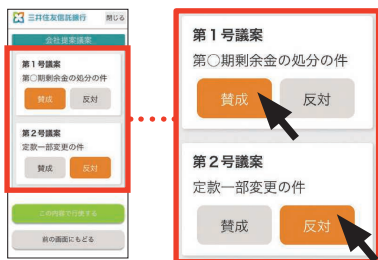 三井住友信託銀行 閉じる
会社提案議案
第1号議案
第○期剰余金の処分の件
賛成 反対
第2号議案
定款一部変更の件
賛成 反対
この内容で行使する
前の画面にもどる
第1号議案
第○期剰余金の処分の件
賛成 反対
第2号議案
定款一部変更の件
賛成 反対